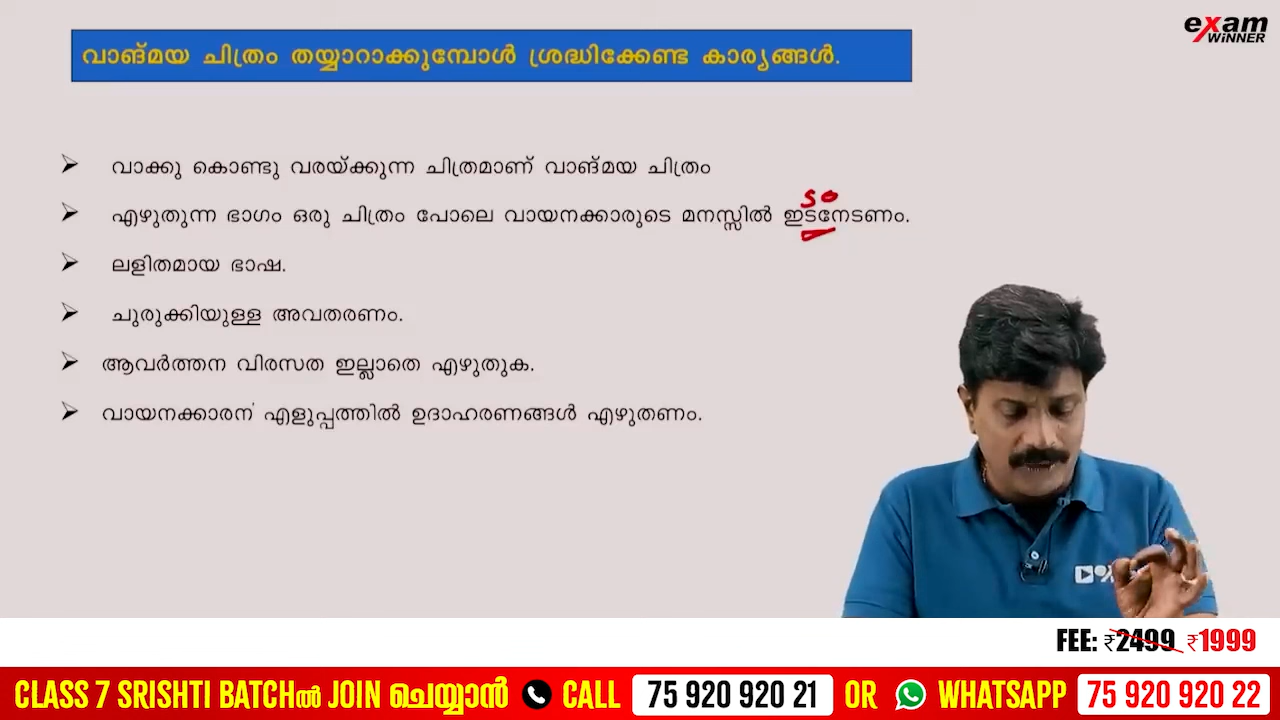 exam
WINNER
വാങ്മയ ചിത്രം തയ്യാറാക്കുമ്പോൾ ശ്രദ്ധിക്കേണ്ട കാര്യങ്ങൾ.
➢ വാക്കു കൊണ്ടു വരയ്ക്കുന്ന ചിത്രമാണ് വാങ്മയ ചിത്രം
ടം
➢ എഴുതുന്ന ഭാഗം ഒരു ചിത്രം പോലെ വായനക്കാരുടെ മനസ്സിൽ ഇടനേടണം.
➢ ലളിതമായ ഭാഷ.
➢ ചുരുക്കിയുള്ള അവതരണം.
➢ ആവർത്തന വിരസത ഇല്ലാതെ എഴുതുക.
➢ വായനക്കാരന് എളുപ്പത്തിൽ ഉദാഹരണങ്ങൾ എഴുതണം.
FEE: ₹2499 ₹1999
CLASS 7 SRISHTI BATCHൽ JOIN ചെയ്യാൻ CALL 75 920 920 21 OR WHATSAPP 75 920 920 22